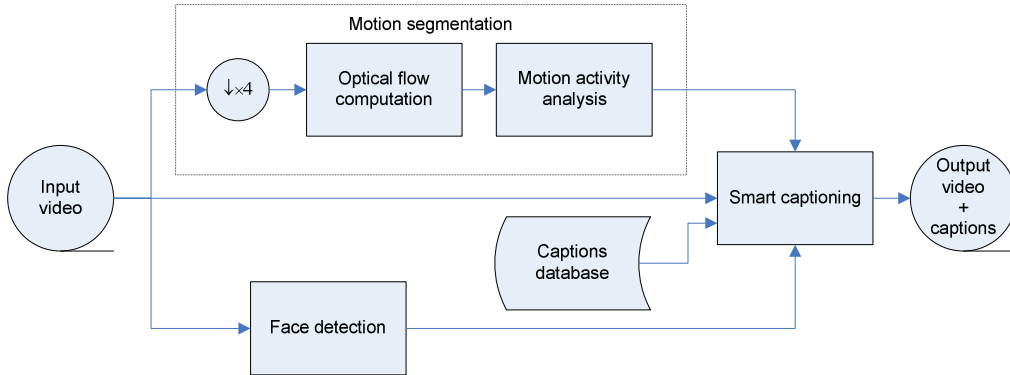 Motion segmentation
↓×4
Optical flow
computation
Motion activity
analysis
Input
video
Smart captioning
Output
video
+
captions
Captions
database
Face detection